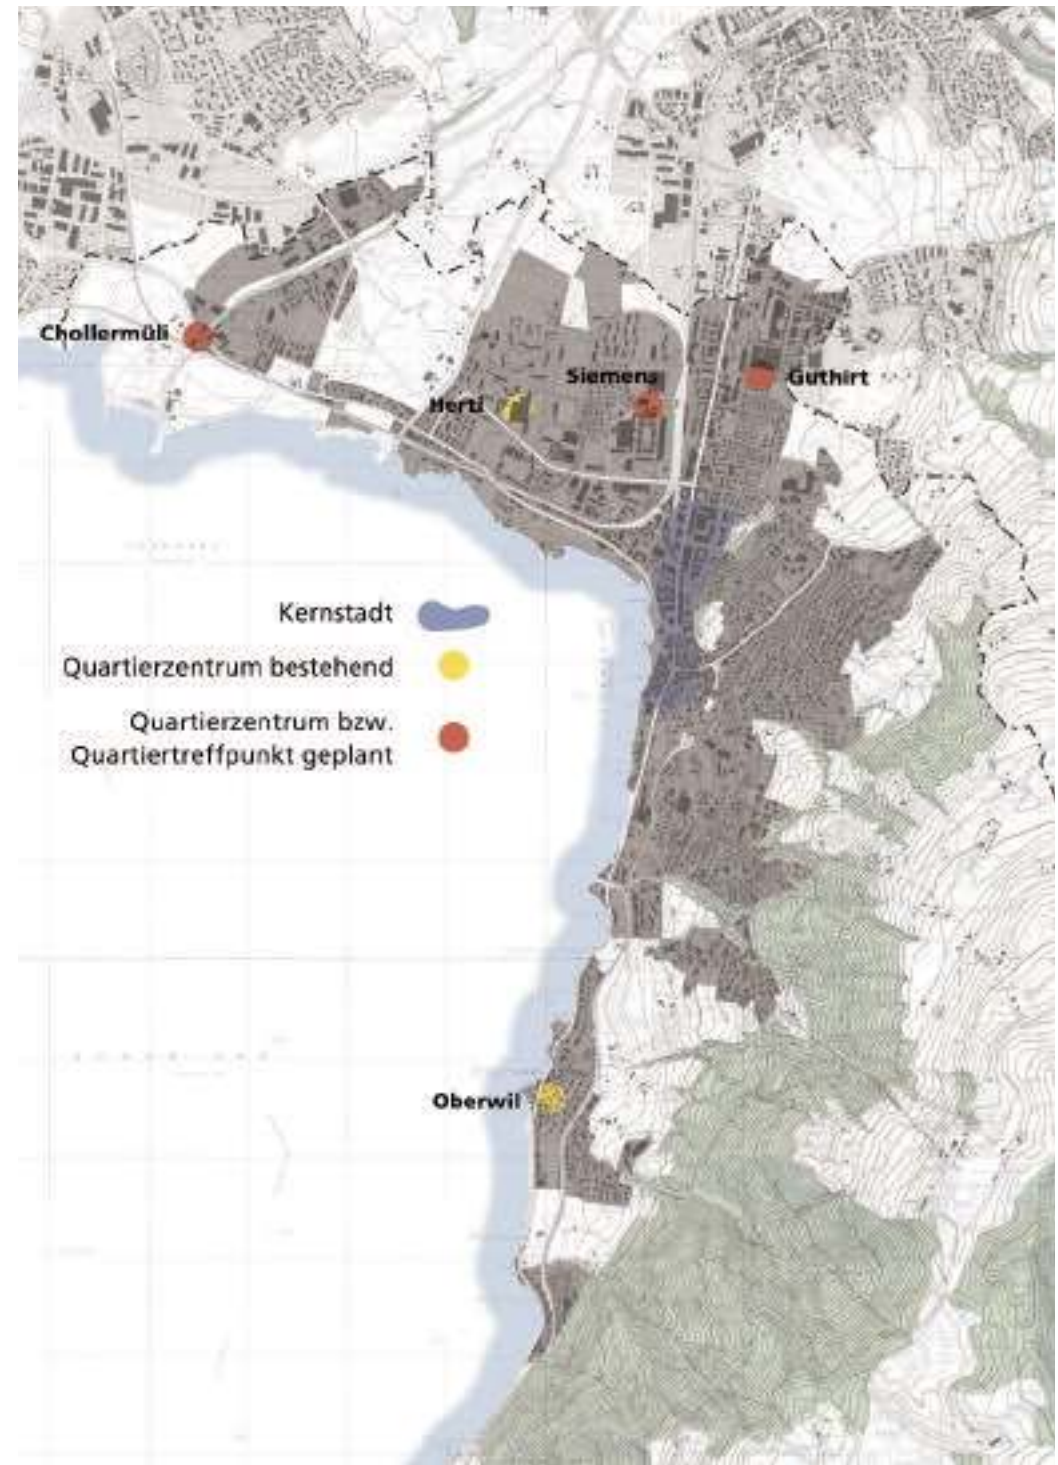 Chollermüli
Siemens
Guthirt
Herti
Kernstadt
Quartierzentrum bestehend
Quartierzentrum bzw.
Quartiertreffpunkt geplant
Oberwil